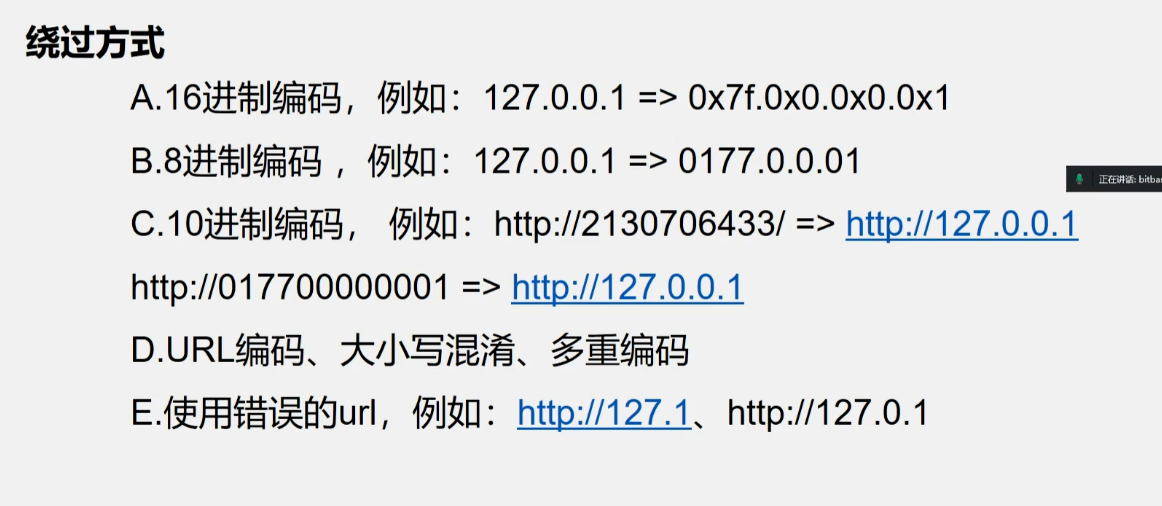 绕过方式
A.16进制编码，例如：127.0.0.1 => 0x7f.0x0.0x0.0x1
B.8进制编码 ，例如：127.0.0.1 => 0177.0.0.01
C.10进制编码， 例如：http://2130706433/ => http://127.0.0.1
http://017700000001 => http://127.0.0.1
D.URL编码、大小写混淆、多重编码
E.使用错误的url，例如：http://127.1、http://127.0.1
正在讲话: bitbas